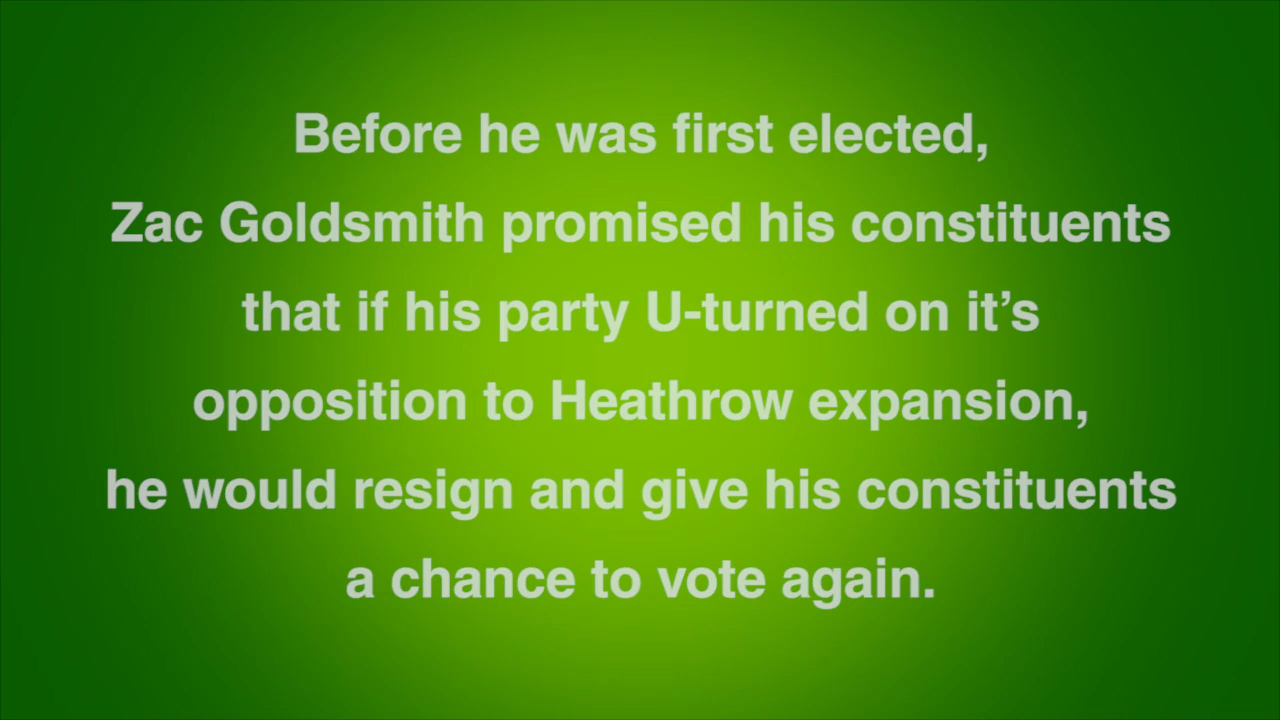 Before he was first elected,
Zac Goldsmith promised his constituents
that if his party U-turned on it’s
opposition to Heathrow expansion,
he would resign and give his constituents
a chance to vote again.